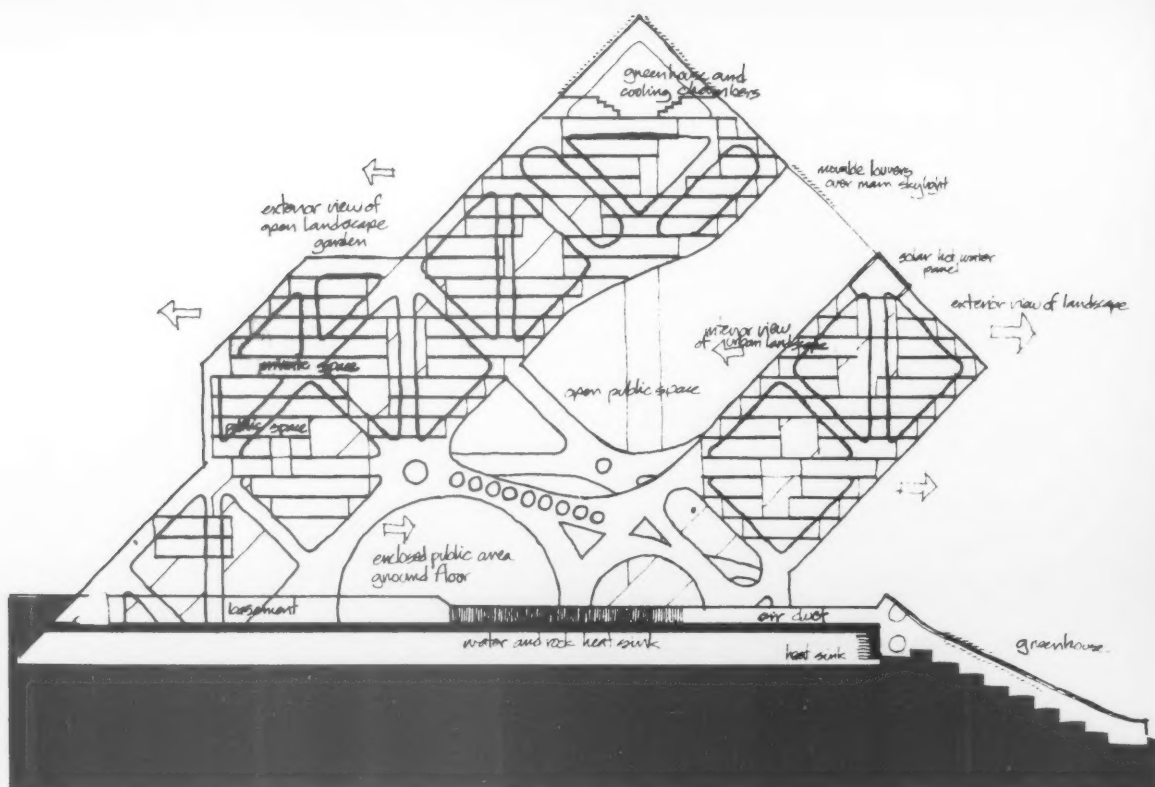 greenhouse and
cooling chambers
movable louvers
over main skylight
exterior view of
open landscape
garden
solar hot water
panel
exterior view of landscape
interior view
of urban landscape
private space
open public space
public space
enclosed public area
ground floor
basement
air duct
water and rock heat sink
heat sink
greenhouse